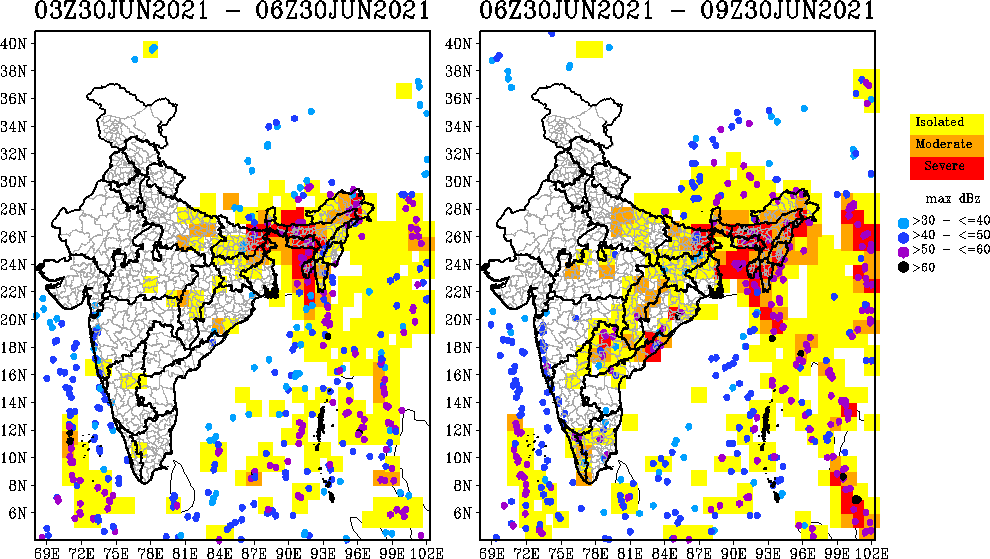 03Z30JUN2021 – 06Z30JUN2021
06Z30JUN2021 – 09Z30JUN2021
40N
38N
36N
34N
32N
30N
28N
26N
24N
22N
20N
18N
16N
14N
12N
10N
8N
6N
69E 72E 75E 78E 81E 84E 87E 90E 93E 96E 99E 102E
40N
38N
36N
34N
32N
30N
28N
26N
24N
22N
20N
18N
16N
14N
12N
10N
8N
6N
69E 72E 75E 78E 81E 84E 87E 90E 93E 96E 99E 102E
Isolated
Moderate
Severe
max dBz
>30 – <=40
>40 – <=50
>50 – <=60
>60